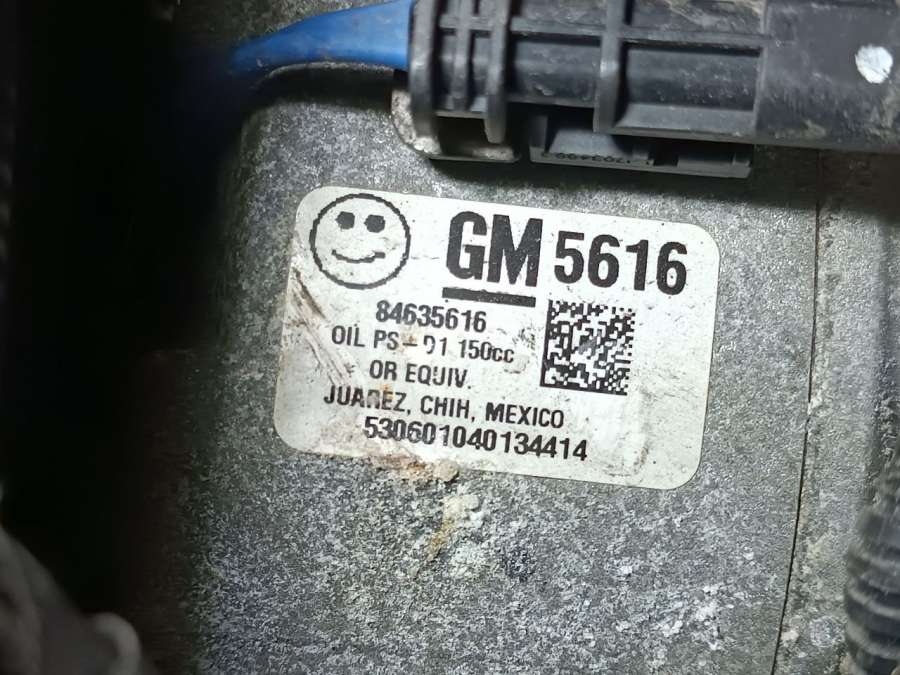 GM 5616
84635616
OIL PS-D1 150cc
OR EQUIV.
JUAREZ, CHIH, MEXICO
530601040134414